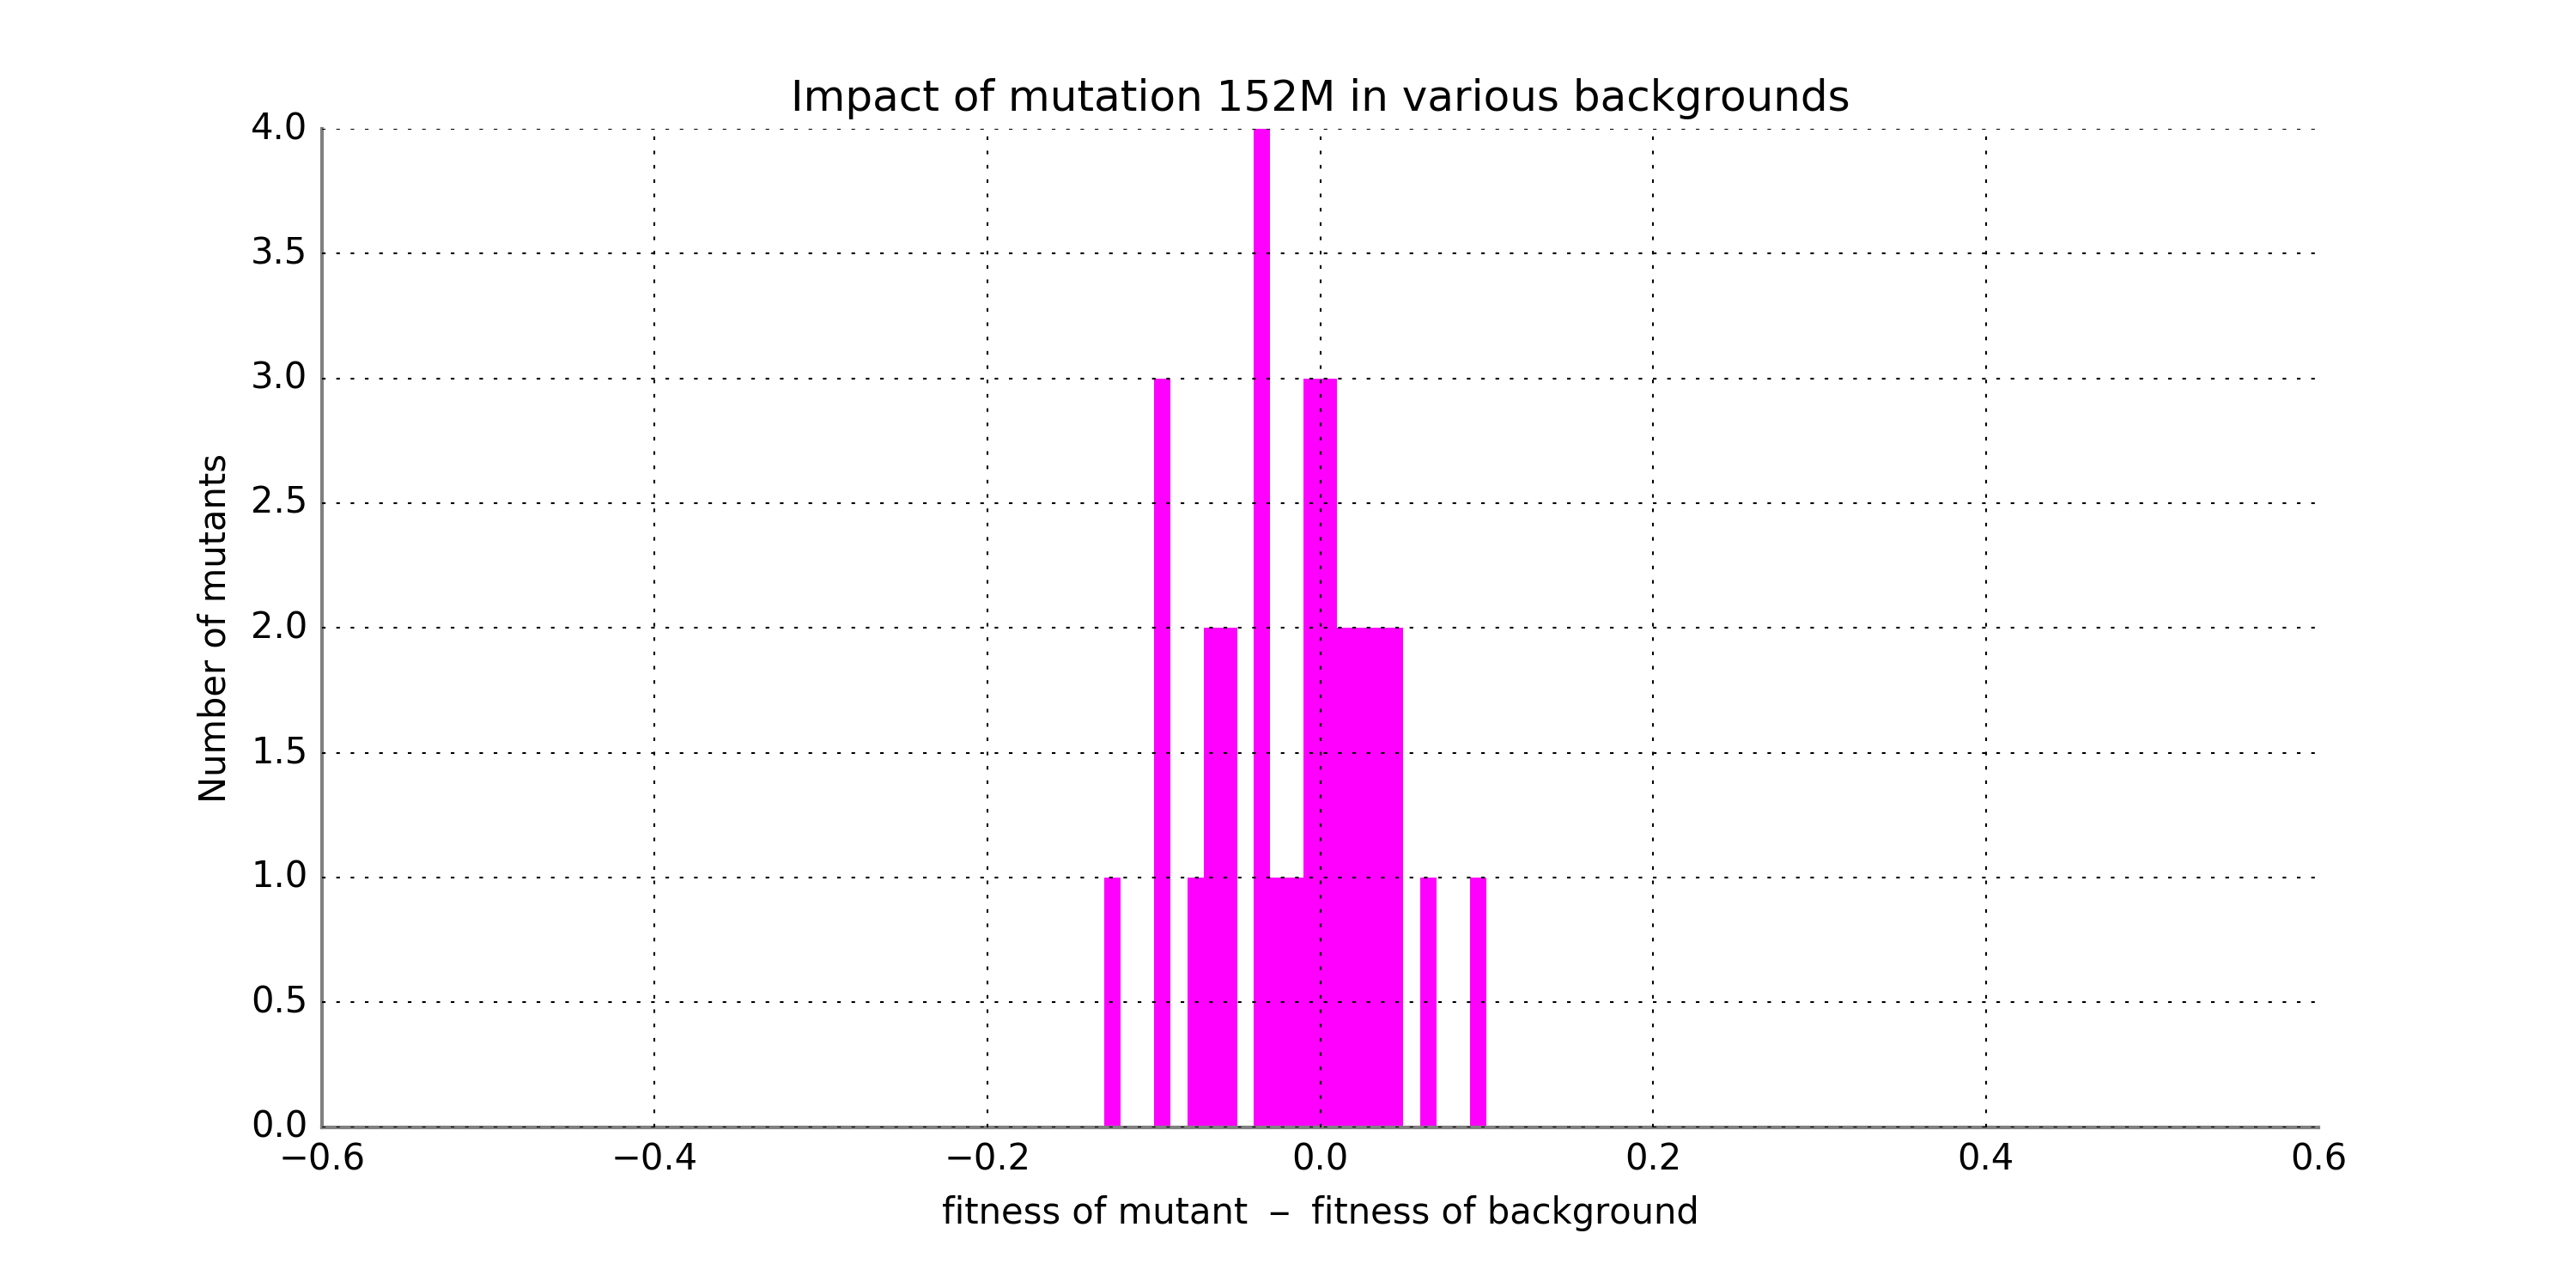 Impact of mutation 152M in various backgrounds
4.0
3.5
3.0
2.5
2.0
1.5
1.0
0.5
0.0
Number of mutants
−0.6 −0.4 −0.2 0.0 0.2 0.4 0.6
fitness of mutant − fitness of background